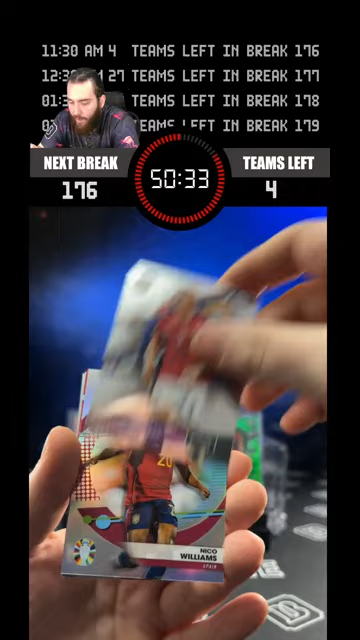 11:30 AM 4 TEAMS LEFT IN BREAK 176
12:3 AM 27 TEAMS LEFT IN BREAK 177
01:3 TEAMS LEFT IN BREAK 178
TEAMS LEFT IN BREAK 179
NEXT BREAK
176
50:33
TEAMS LEFT
4
20
NICO
WILLIAMS